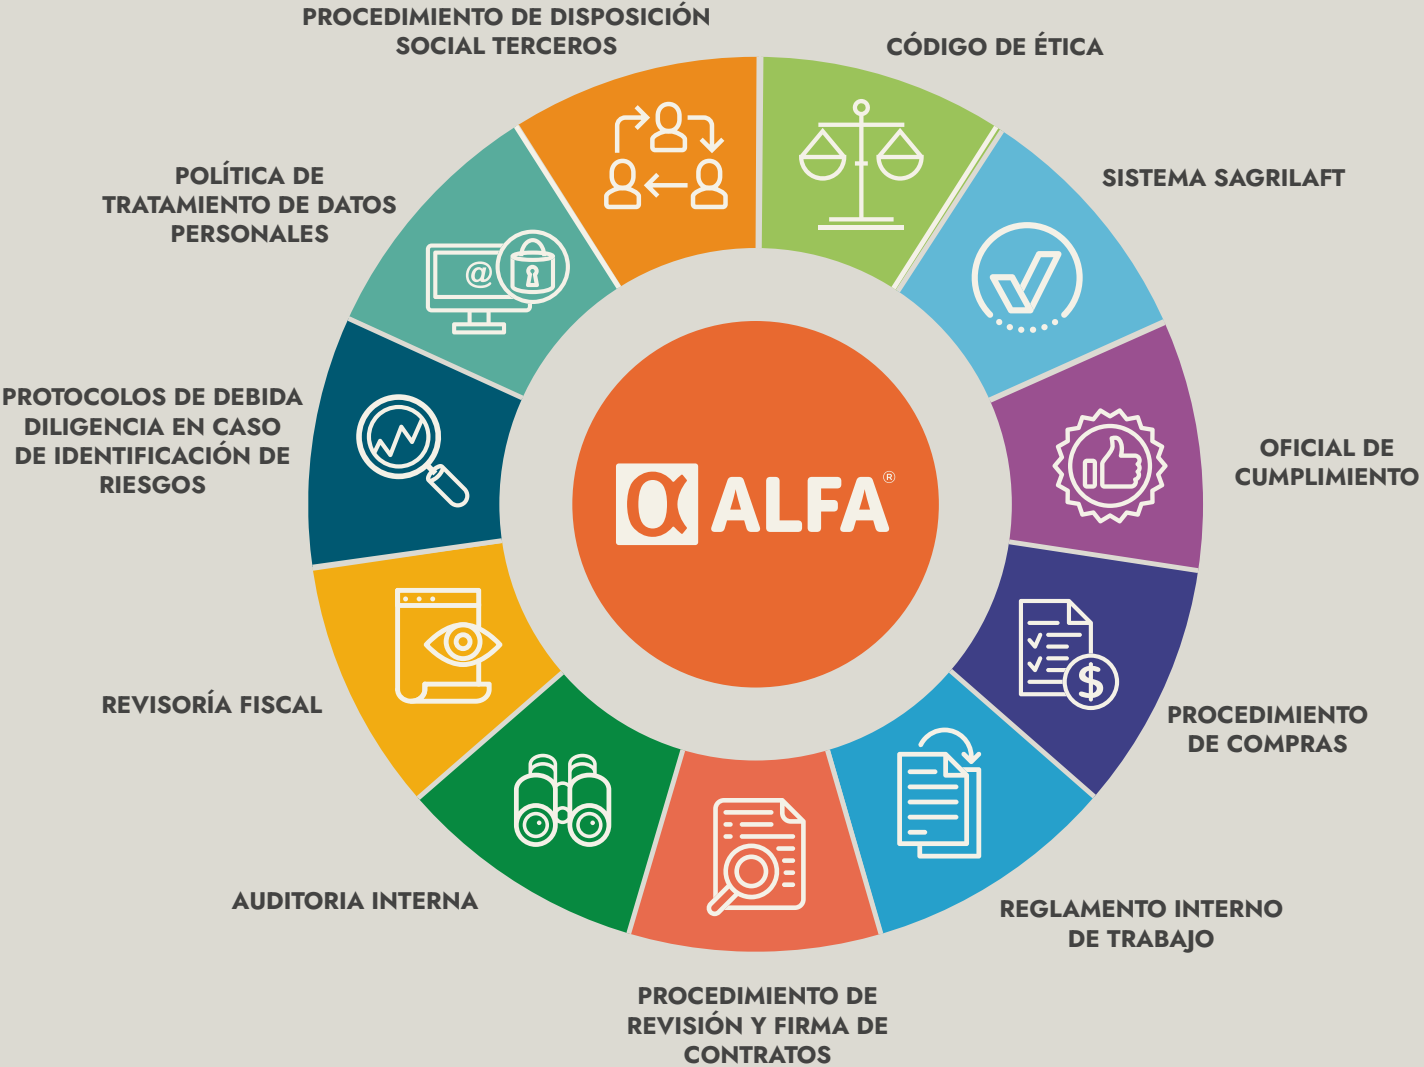 PROCEDIMIENTO DE DISPOSICIÓN
SOCIAL TERCEROS
CÓDIGO DE ÉTICA
SISTEMA SAGRILAFT
OFICIAL DE
CUMPLIMIENTO
PROCEDIMIENTO
DE COMPRAS
REGLAMENTO INTERNO
DE TRABAJO
PROCEDIMIENTO DE
REVISIÓN Y FIRMA DE
CONTRATOS
AUDITORIA INTERNA
REVISORÍA FISCAL
PROTOCOLOS DE DEBIDA
DILIGENCIA EN CASO
DE IDENTIFICACIÓN DE
RIESGOS
POLÍTICA DE
TRATAMIENTO DE DATOS
PERSONALES
@
$
α ALFA®